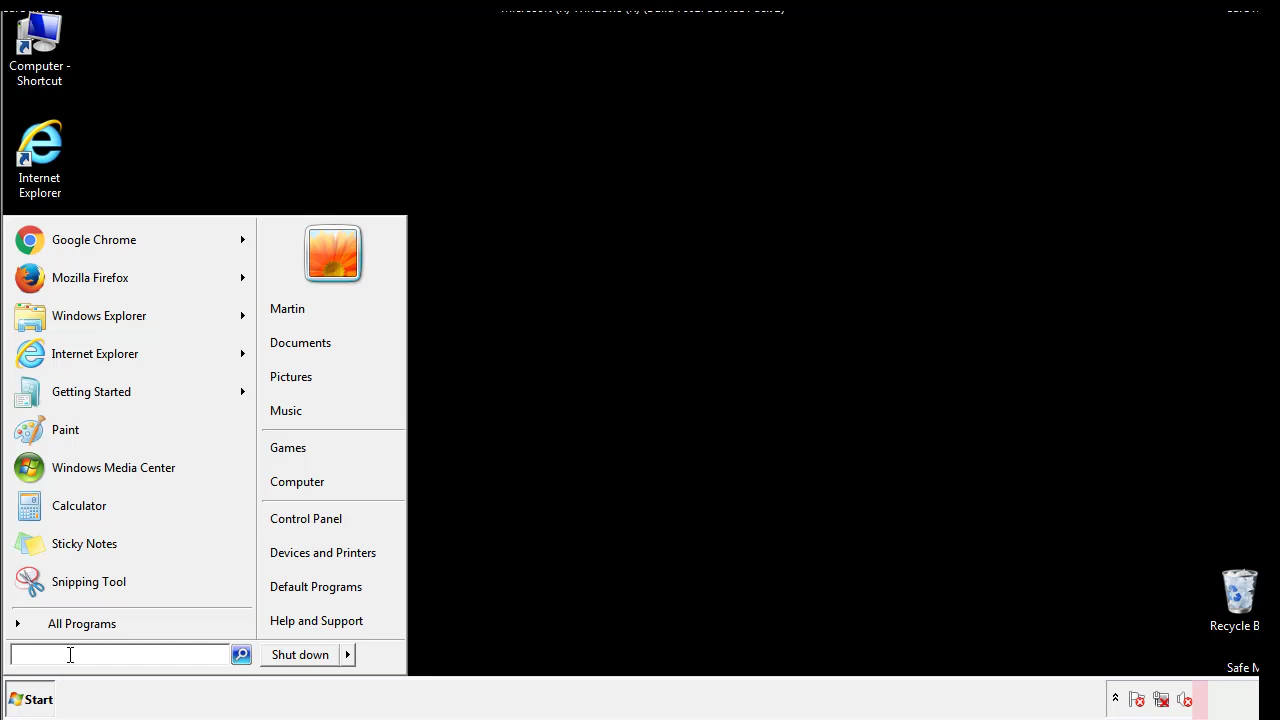 Computer -
Shortcut
Internet
Explorer
Google Chrome
Mozilla Firefox
Windows Explorer
Internet Explorer
Getting Started
Paint
Windows Media Center
Calculator
Sticky Notes
Snipping Tool
All Programs
Martin
Documents
Pictures
Music
Games
Computer
Control Panel
Devices and Printers
Default Programs
Help and Support
Shut down
Recycle B
Safe M
Start